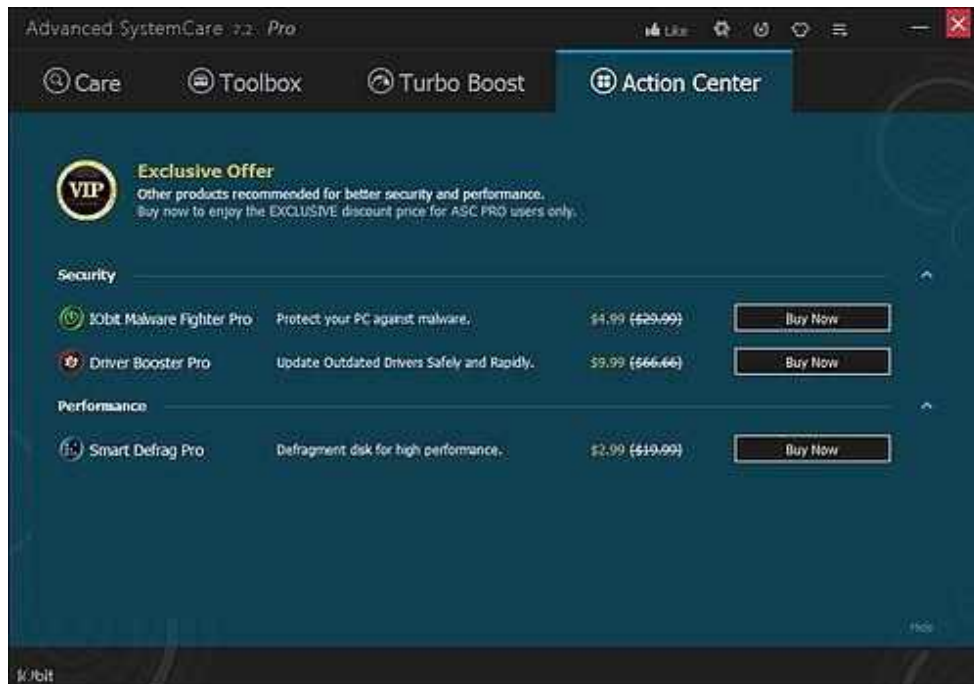 Advanced SystemCare 7.2 Pro
Like
Care
Toolbox
Turbo Boost
Action Center
VIP
Exclusive Offer
Other products recommended for better security and performance.
Buy now to enjoy the EXCLUSIVE discount price for ASC PRO users only.
Security
IObit Malware Fighter Pro Protect your PC against malware. $4.99 ($29.99) Buy Now
Driver Booster Pro Update Outdated Drivers Safely and Rapidly. $9.99 ($66.66) Buy Now
Performance
Smart Defrag Pro Defragment disk for high performance. $2.99 ($19.99) Buy Now
Help
IObit